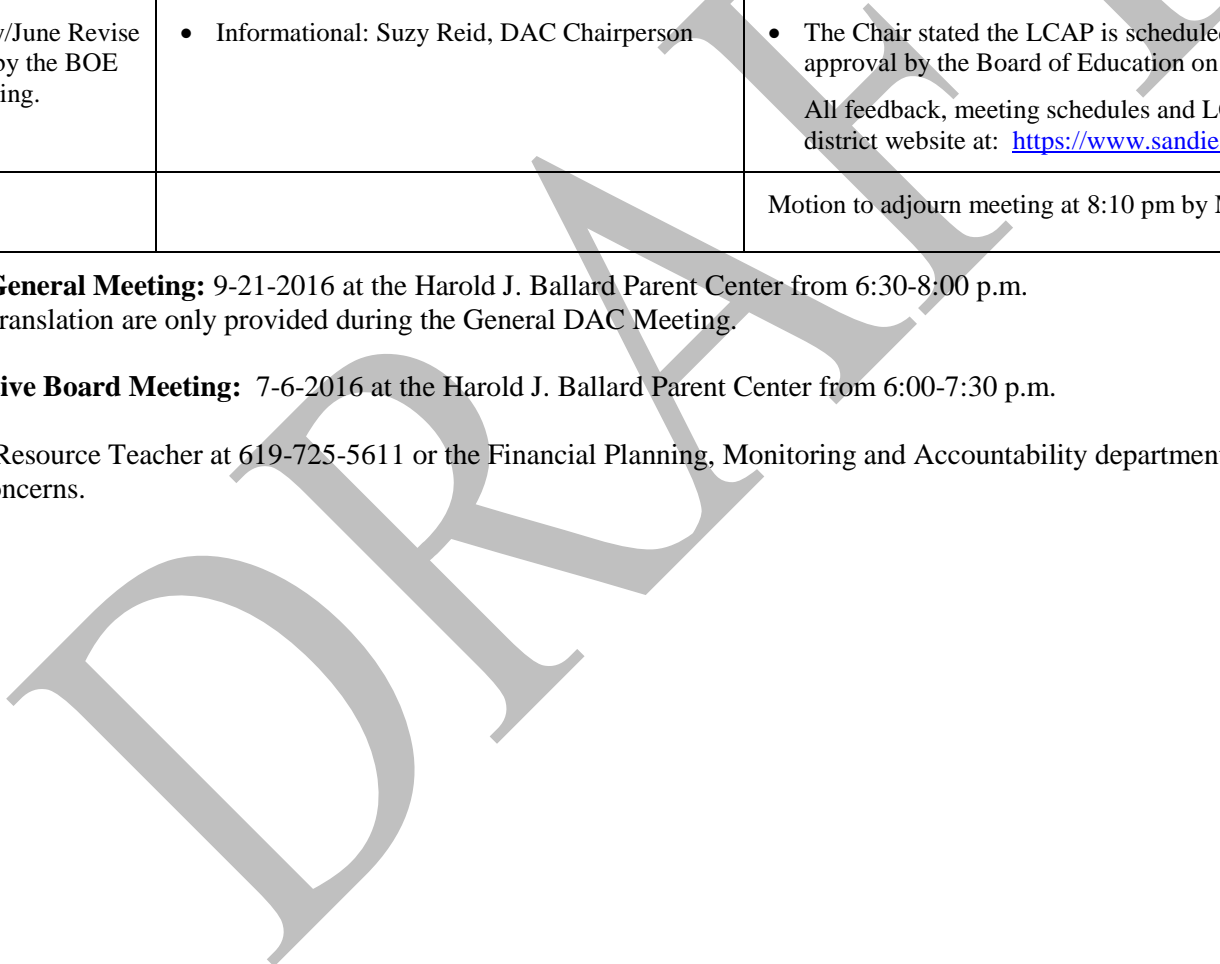 y/June Revise
by the BOE
ing.
• Informational: Suzy Reid, DAC Chairperson
• The Chair stated the LCAP is scheduled
approval by the Board of Education on
All feedback, meeting schedules and LC
district website at: https://www.sandie
Motion to adjourn meeting at 8:10 pm by M
General Meeting: 9-21-2016 at the Harold J. Ballard Parent Center from 6:30-8:00 p.m.
ranslation are only provided during the General DAC Meeting.
ive Board Meeting: 7-6-2016 at the Harold J. Ballard Parent Center from 6:00-7:30 p.m.
Resource Teacher at 619-725-5611 or the Financial Planning, Monitoring and Accountability department
oncerns.
DRAF